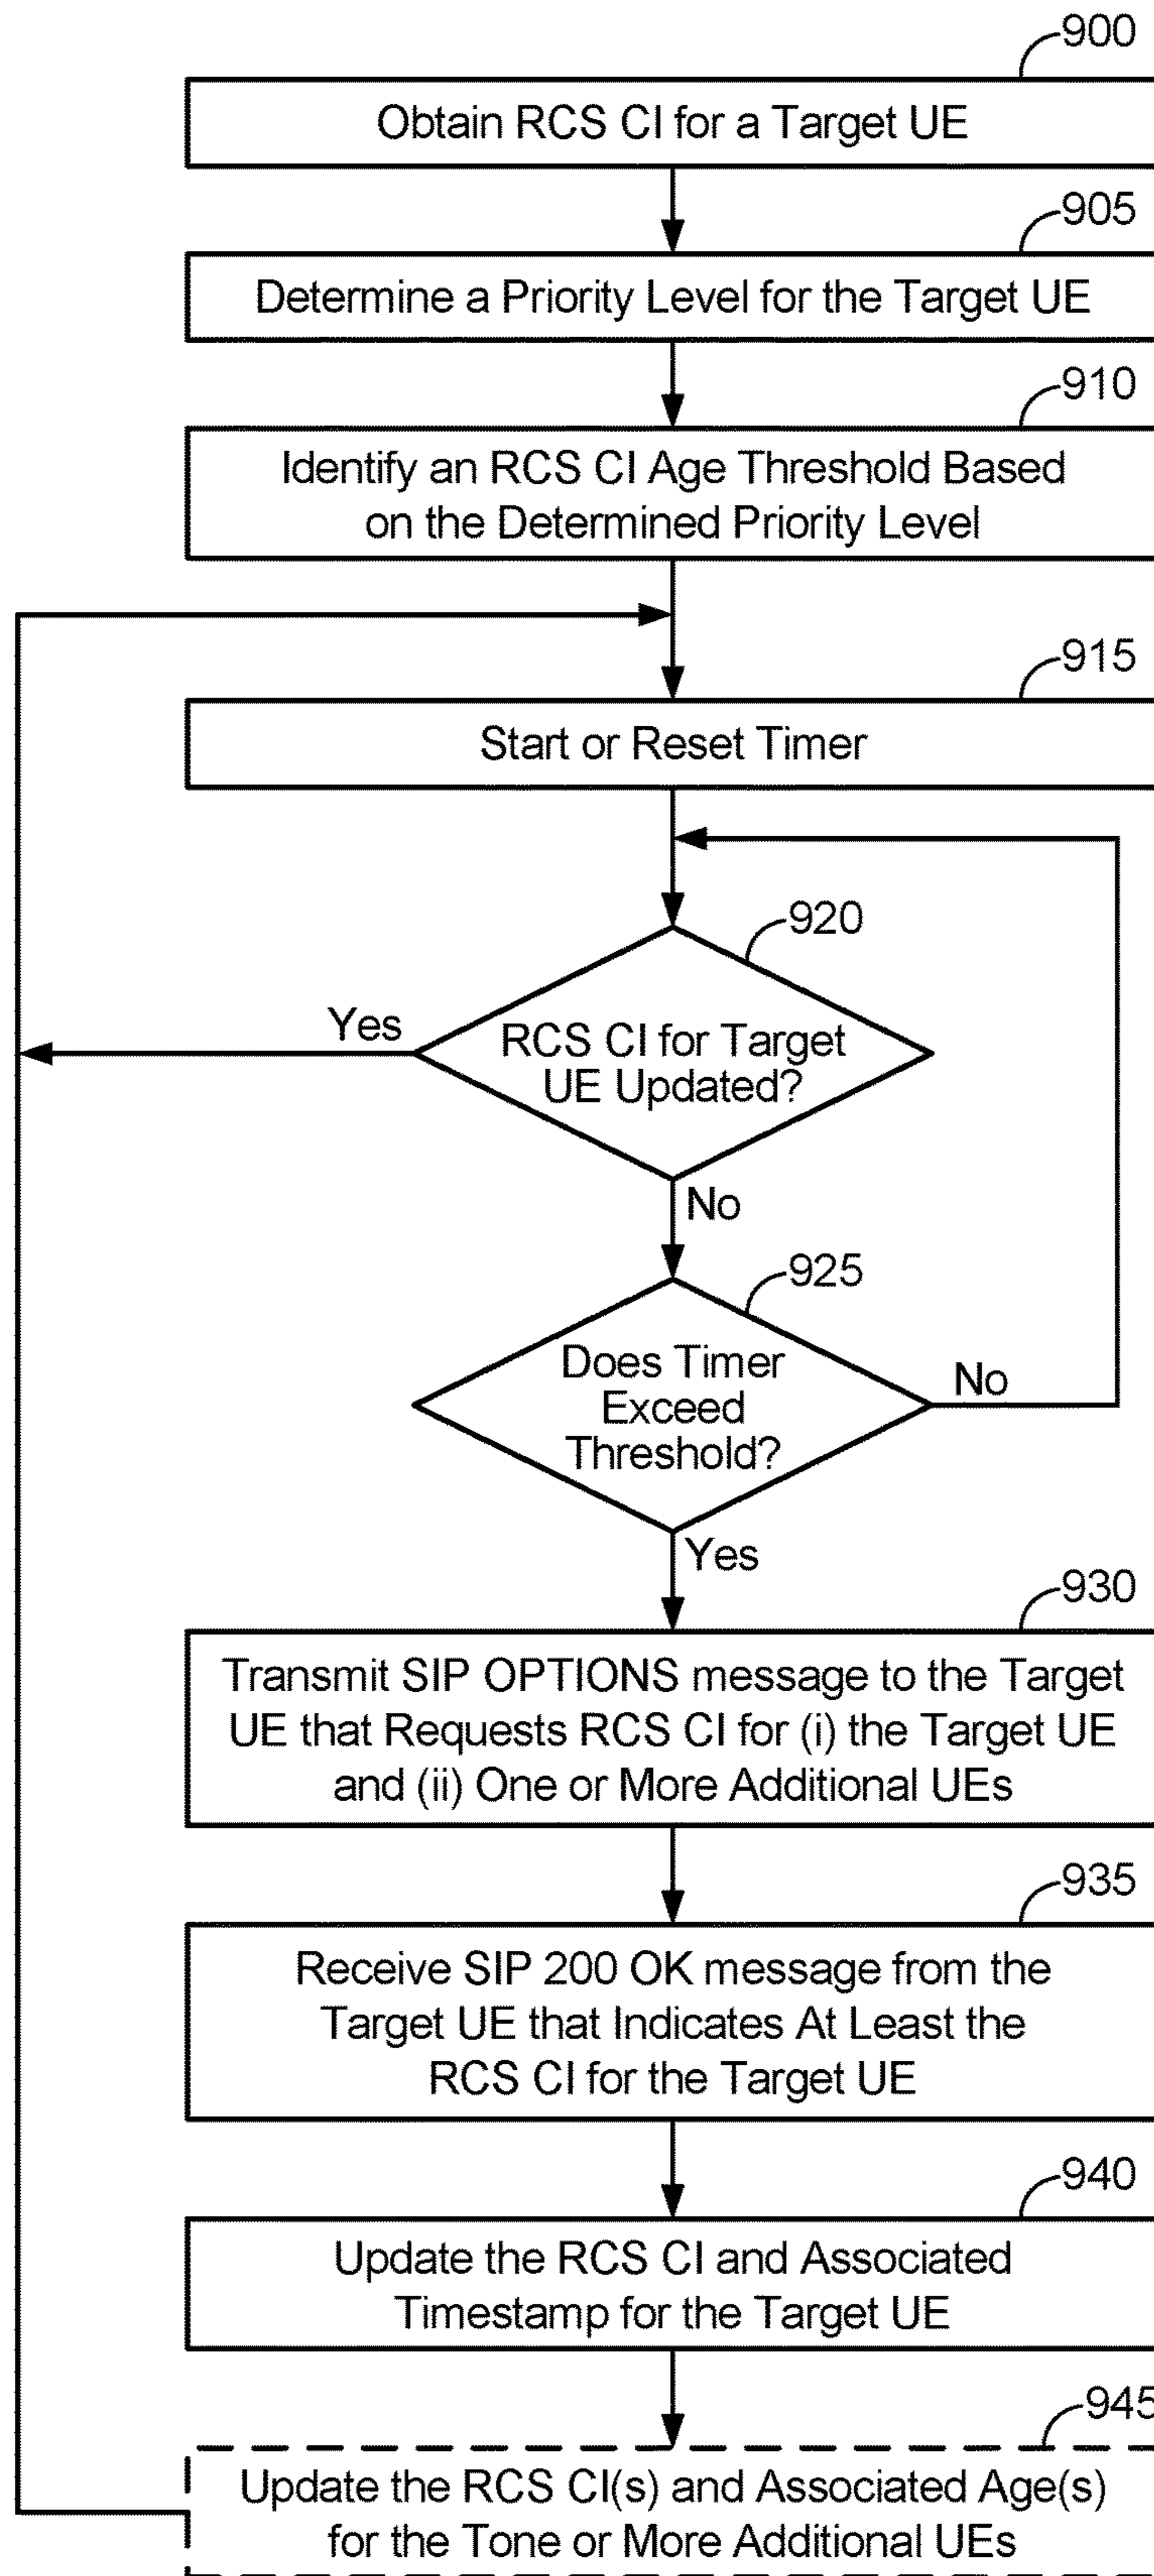 900
Obtain RCS CI for a Target UE
905
Determine a Priority Level for the Target UE
910
Identify an RCS CI Age Threshold Based
on the Determined Priority Level
915
Start or Reset Timer
920
Yes
RCS CI for Target
UE Updated?
No
925
Does Timer
Exceed
Threshold?
No
Yes
930
Transmit SIP OPTIONS message to the Target
UE that Requests RCS CI for (i) the Target UE
and (ii) One or More Additional UEs
935
Receive SIP 200 OK message from the
Target UE that Indicates At Least the
RCS CI for the Target UE
940
Update the RCS CI and Associated
Timestamp for the Target UE
945
Update the RCS CI(s) and Associated Age(s)
for the Tone or More Additional UEs